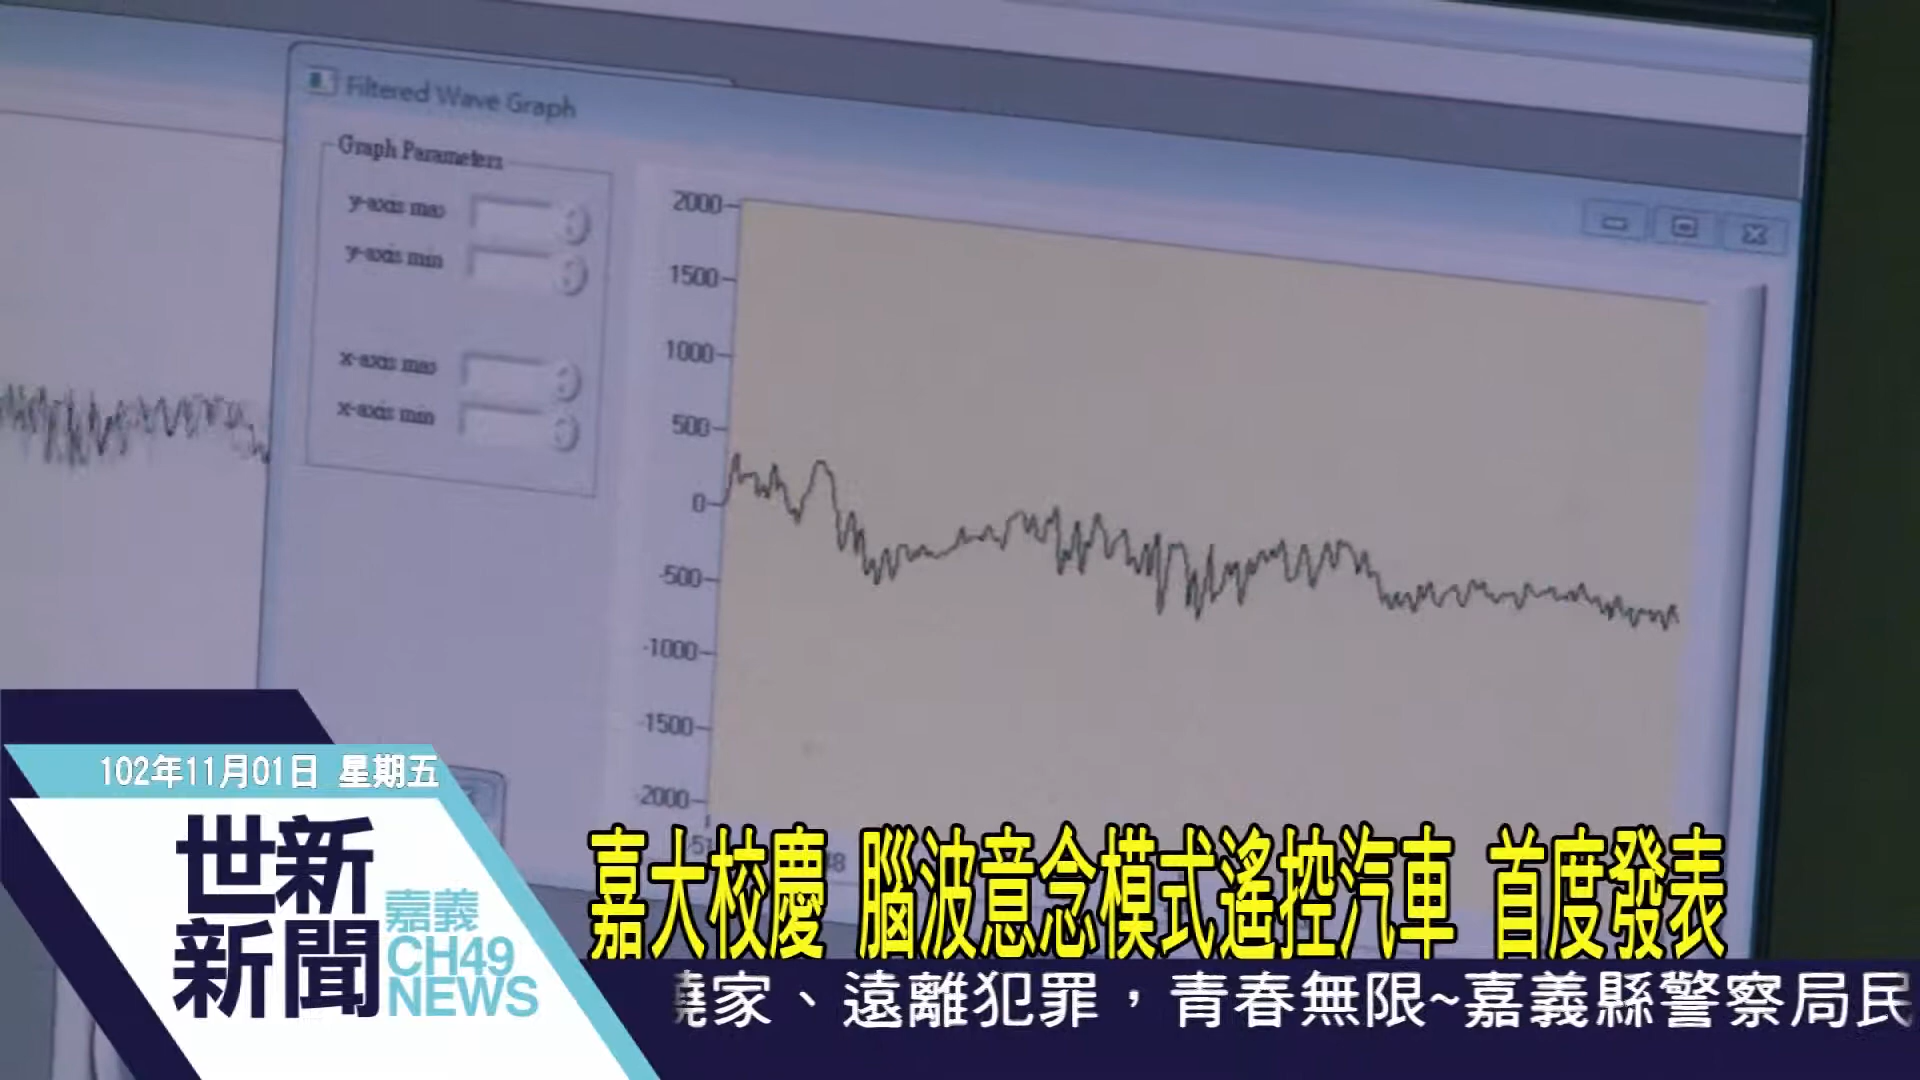 Filtered Wave Graph
Graph Parameters
y-axis max
y-axis min
x-axis max
x-axis min
2000
1500
1000
500
0
-500
-1000
-1500
-2000
102年11月01日 星期五
世新
新聞
嘉義
CH49
NEWS
嘉大校慶 腦波意念模式遙控汽車 首度發表
家、遠離犯罪，青春無限~嘉義縣警察局民